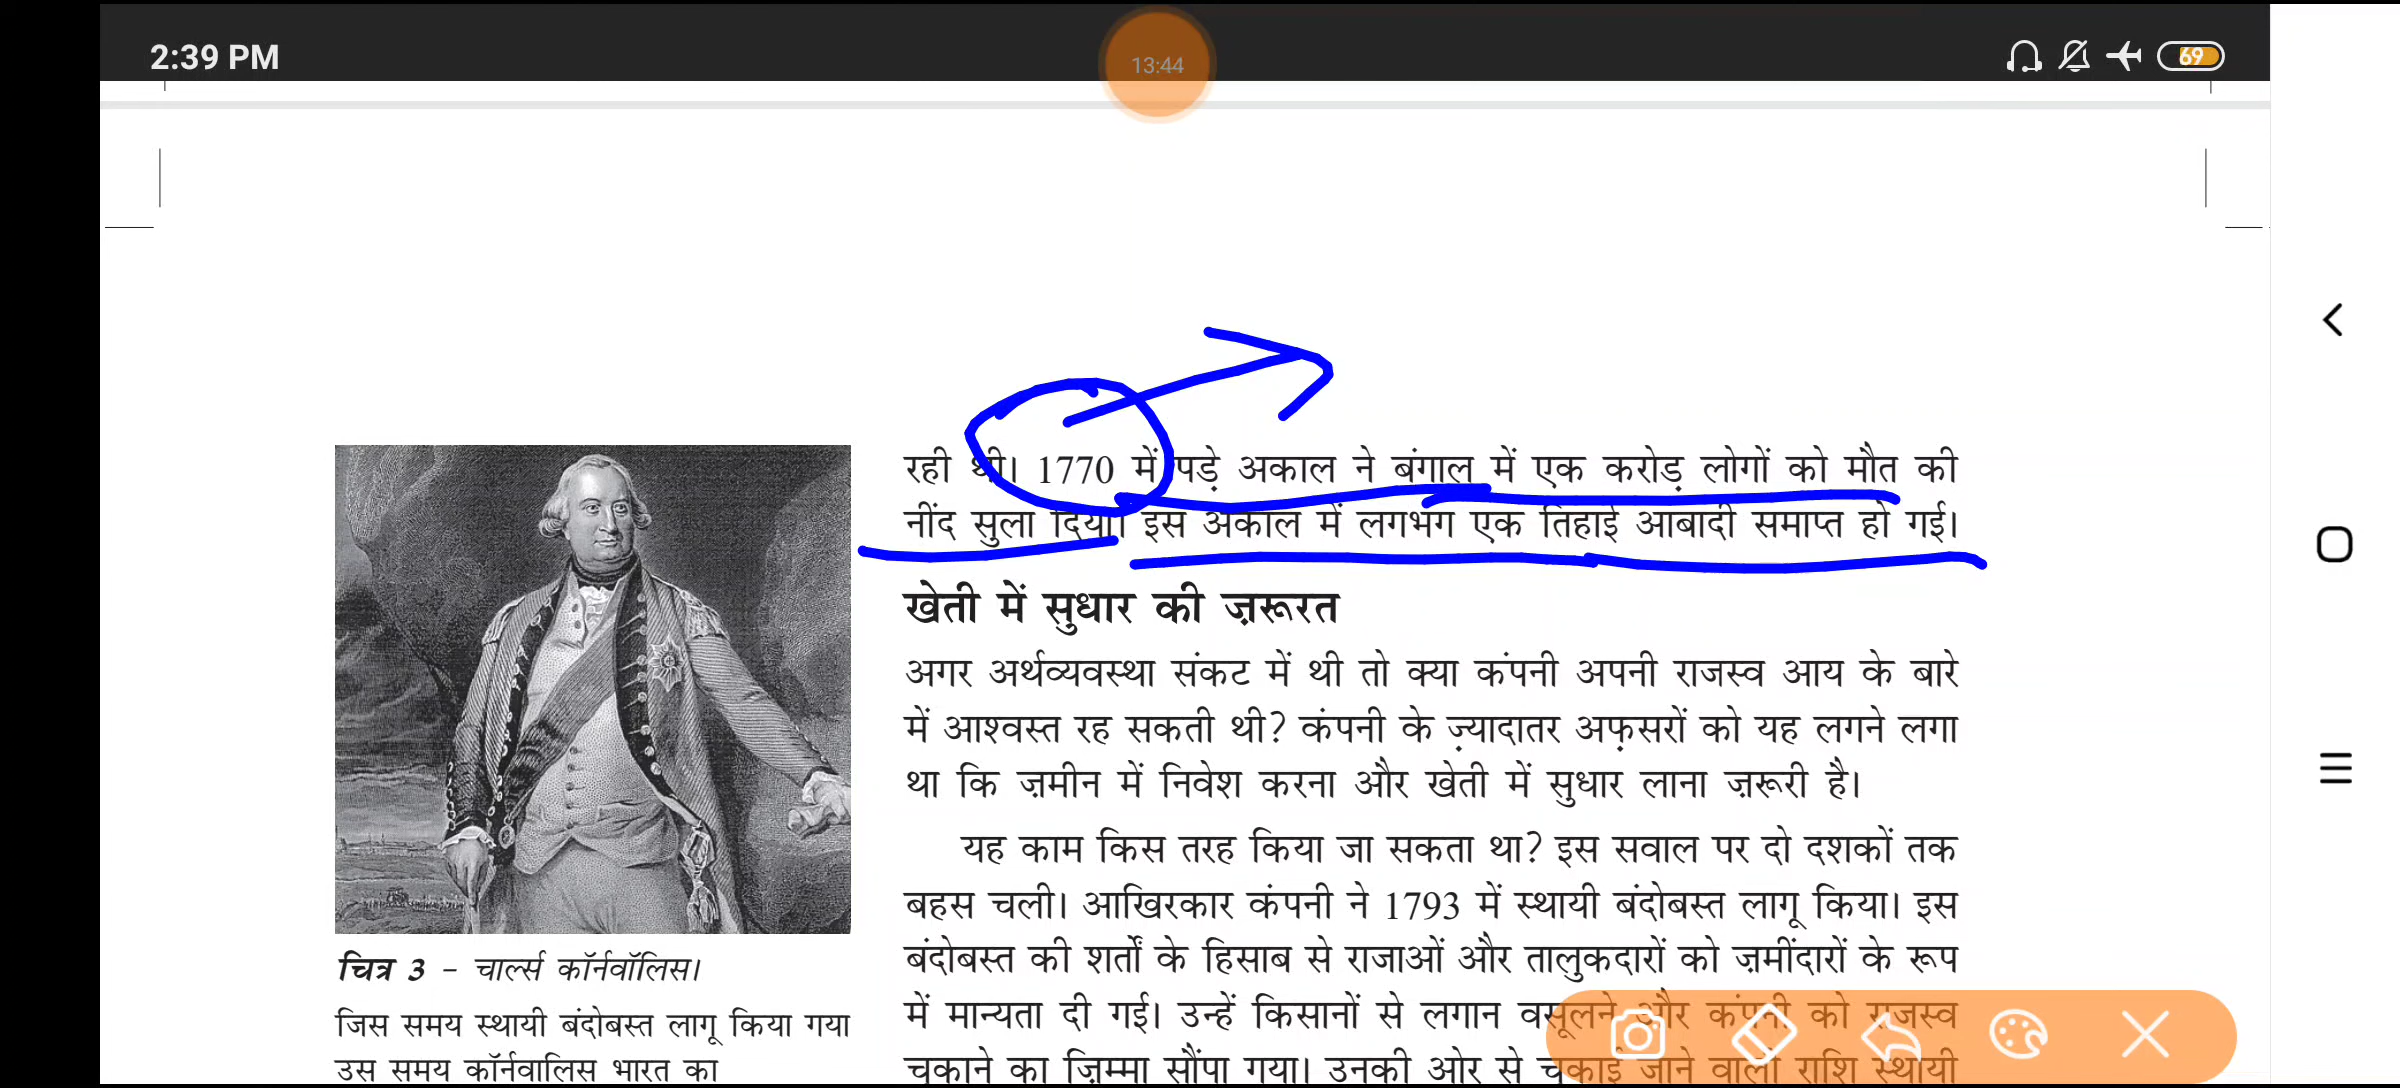 2:39 PM
13:44
69
रही थी। 1770 में पड़े अकाल ने बंगाल में एक करोड़ लोगों को मौत की
नींद सुला दिया। इस अकाल में लगभग एक तिहाई आबादी समाप्त हो गई।
खेती में सुधार की ज़रूरत
अगर अर्थव्यवस्था संकट में थी तो क्या कंपनी अपनी राजस्व आय के बारे
में आश्वस्त रह सकती थी? कंपनी के ज़्यादातर अफ़सरों को यह लगने लगा
था कि ज़मीन में निवेश करना और खेती में सुधार लाना ज़रूरी है।
यह काम किस तरह किया जा सकता था? इस सवाल पर दो दशकों तक
बहस चली। आखिरकार कंपनी ने 1793 में स्थायी बंदोबस्त लागू किया। इस
बंदोबस्त की शर्तों के हिसाब से राजाओं और तालुकदारों को ज़मींदारों के रूप
में मान्यता दी गई। उन्हें किसानों से लगान वसूलने और कंपनी को राजस्व
चकाने का ज़िम्मा सौंपा गया। उनकी ओर से चुकाई जाने वाली राशि स्थायी
चित्र 3 - चार्ल्स कॉर्नवॉलिस।
जिस समय स्थायी बंदोबस्त लागू किया गया
उस समय कॉर्नवालिस भारत का